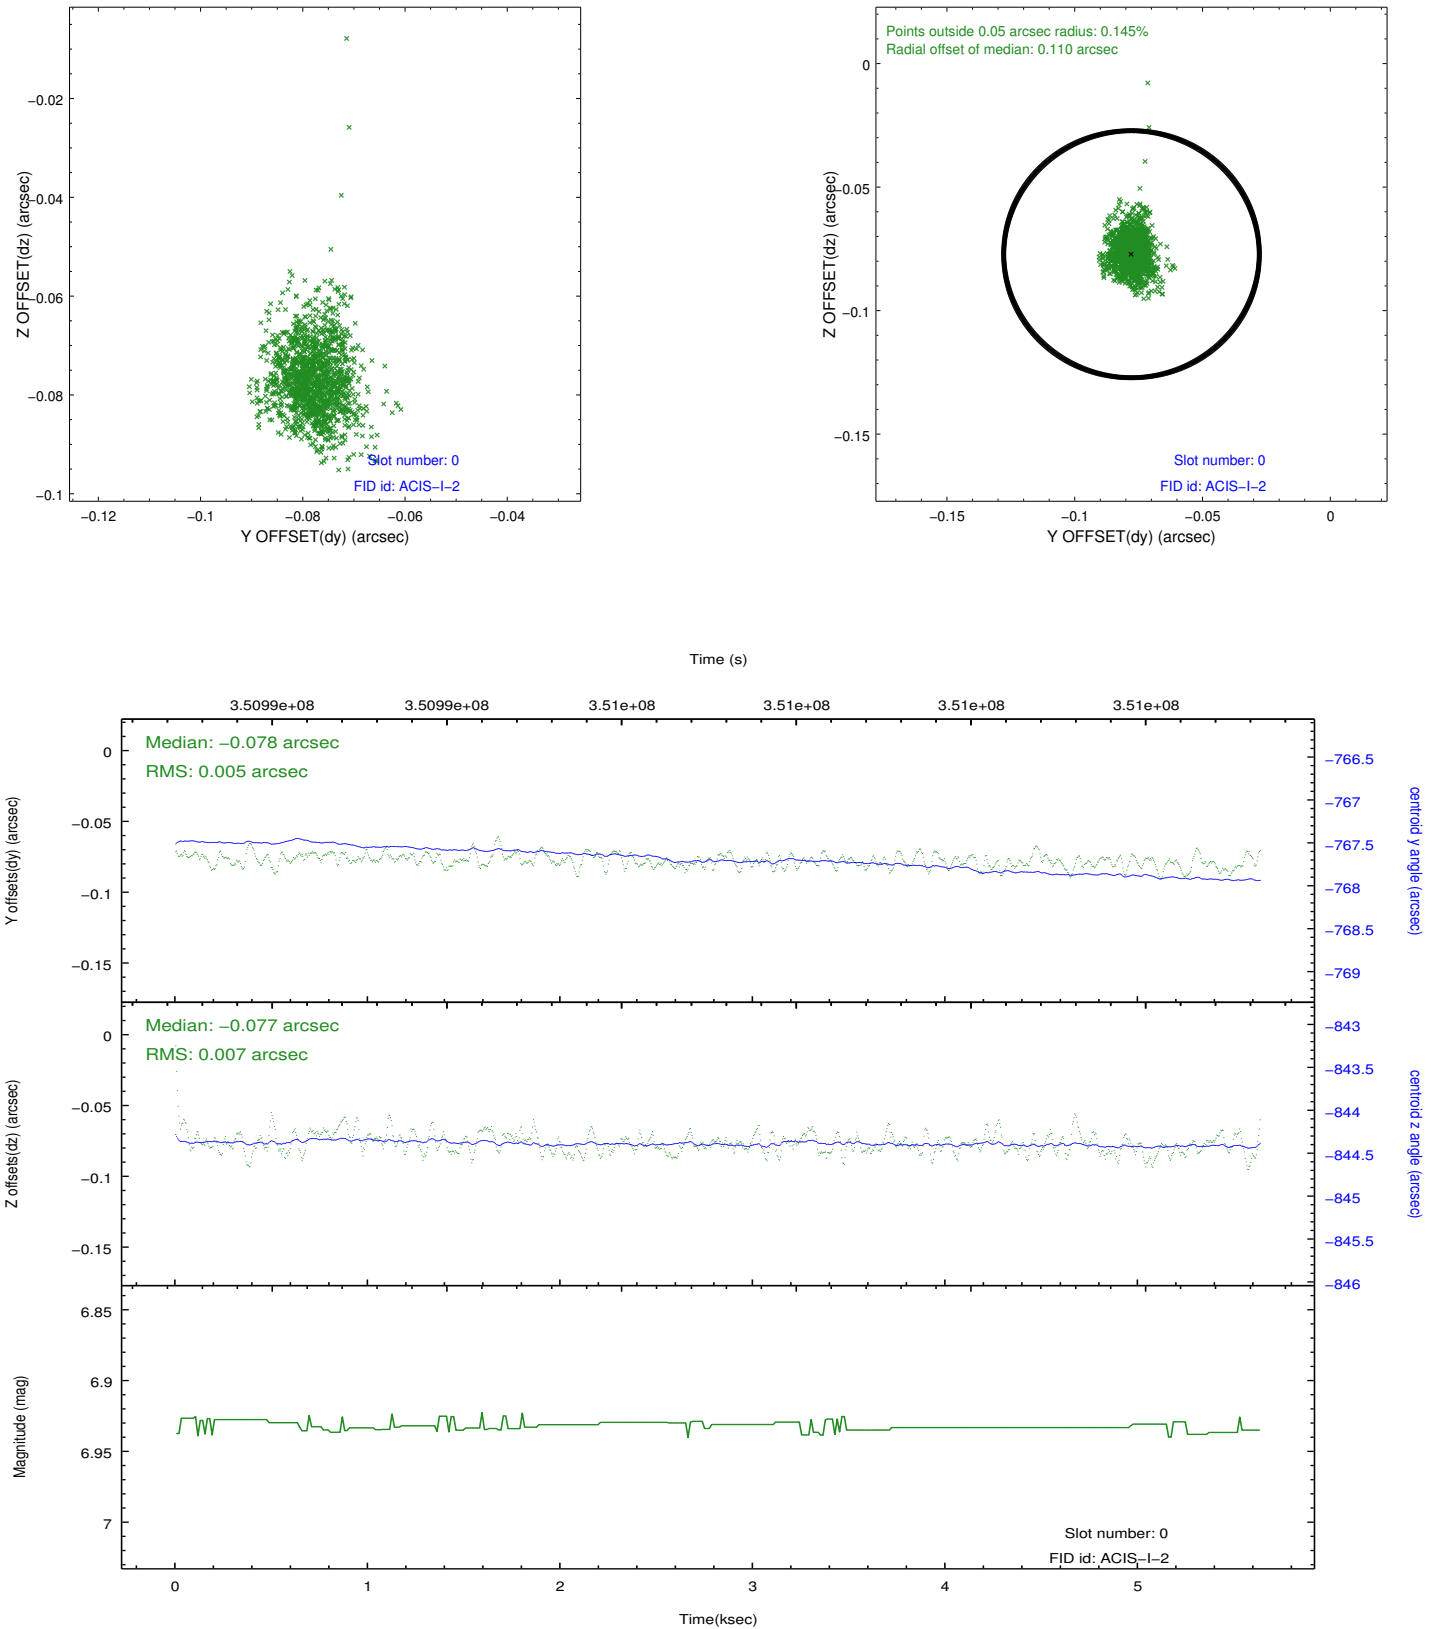 −0.02
−0.04
−0.06
−0.08
−0.1
Z OFFSET(dz) (arcsec)
Slot number: 0
FID id: ACIS−I−2
−0.12
−0.1
−0.08
−0.06
−0.04
Y OFFSET(dy) (arcsec)
Points outside 0.05 arcsec radius: 0.145%
Radial offset of median: 0.110 arcsec
0
−0.05
−0.1
−0.15
Z OFFSET(dz) (arcsec)
Slot number: 0
FID id: ACIS−I−2
−0.15
−0.1
−0.05
0
Y OFFSET(dy) (arcsec)
Time (s)
3.5099e+08
3.5099e+08
3.51e+08
3.51e+08
3.51e+08
3.51e+08
Median: −0.078 arcsec
RMS: 0.005 arcsec
0
−0.05
−0.1
−0.15
Y offsets(dy) (arcsec)
−766.5
−767
−767.5
−768
−768.5
−769
centroid y angle (arcsec)
Median: −0.077 arcsec
RMS: 0.007 arcsec
0
−0.05
−0.1
−0.15
Z offsets(dz) (arcsec)
−843
−843.5
−844
−844.5
−845
−845.5
−846
centroid z angle (arcsec)
6.85
6.9
6.95
7
Magnitude (mag)
Slot number: 0
FID id: ACIS−I−2
0
1
2
3
4
5
Time(ksec)